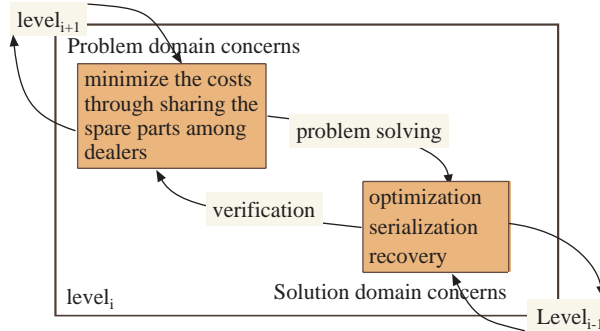 level_{i+1}
Problem domain concerns
minimize the costs
through sharing the
spare parts among
dealers
problem solving
verification
optimization
serialization
recovery
level_i
Solution domain concerns
Level_{i-1}